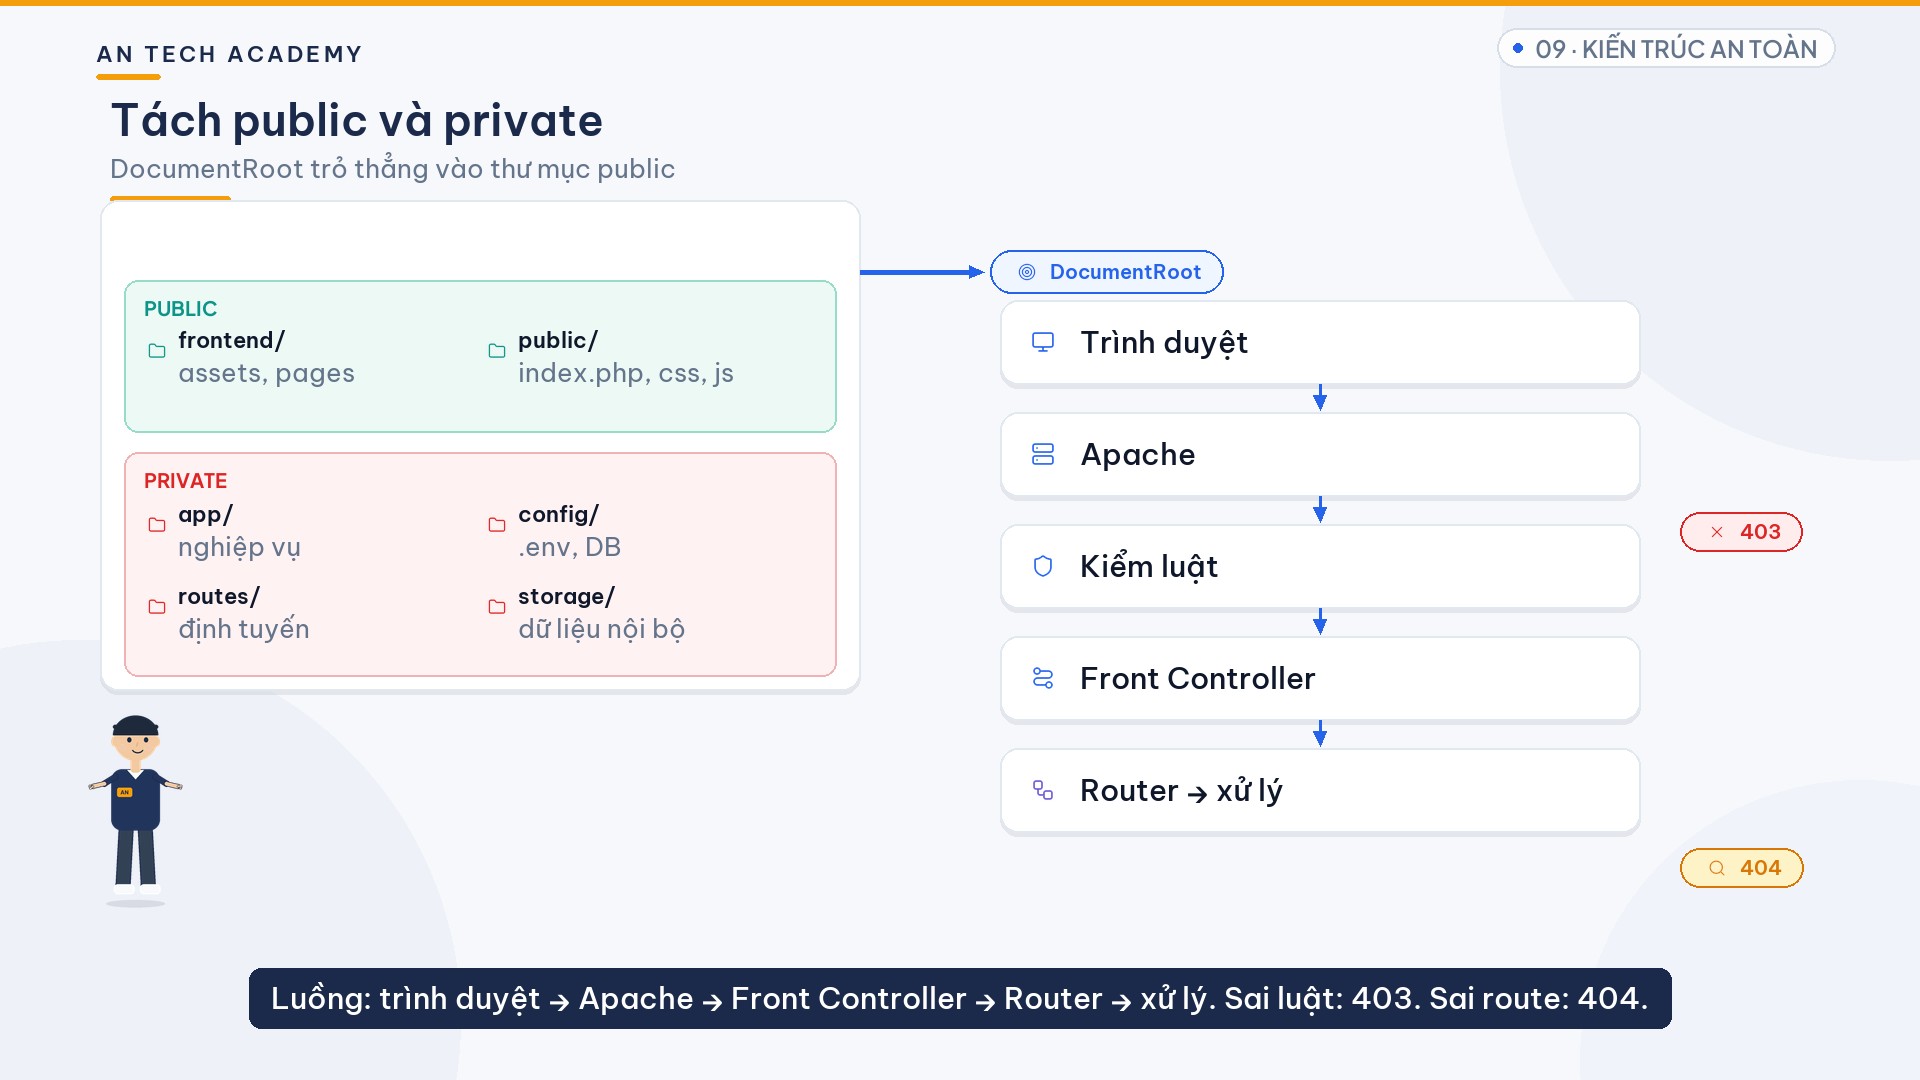 AN TECH ACADEMY
09 · KIẾN TRÚC AN TOÀN
Tách public và private
DocumentRoot trỏ thẳng vào thư mục public
PUBLIC
frontend/
assets, pages
public/
index.php, css, js
PRIVATE
app/
nghiệp vụ
config/
.env, DB
routes/
định tuyến
storage/
dữ liệu nội bộ
DocumentRoot
Trình duyệt
Apache
Kiểm luật
Front Controller
Router → xử lý
403
404
AN
Luồng: trình duyệt → Apache → Front Controller → Router → xử lý. Sai luật: 403. Sai route: 404.